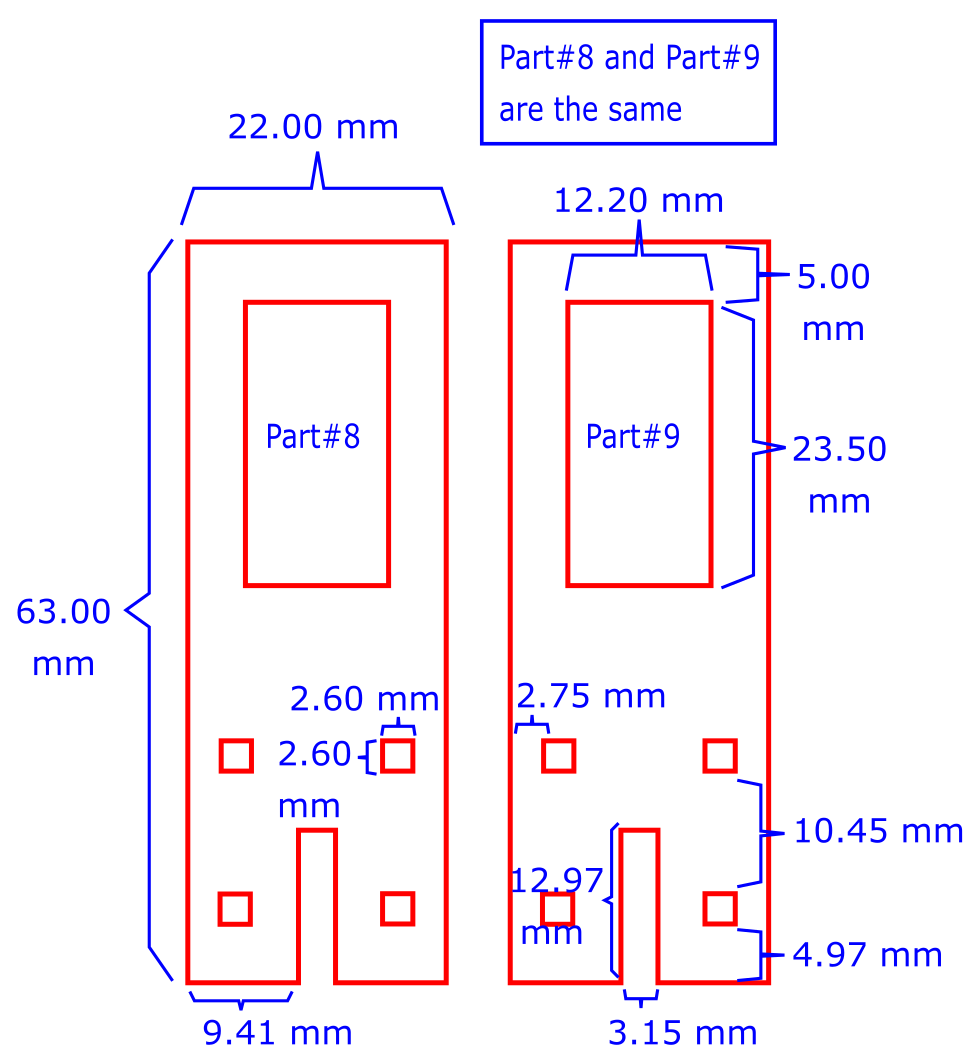 Part#8 and Part#9
are the same
22.00 mm
12.20 mm
5.00
mm
Part#8
Part#9
23.50
mm
63.00
mm
2.60 mm
2.75 mm
2.60
mm
10.45 mm
12.97
mm
4.97 mm
9.41 mm
3.15 mm